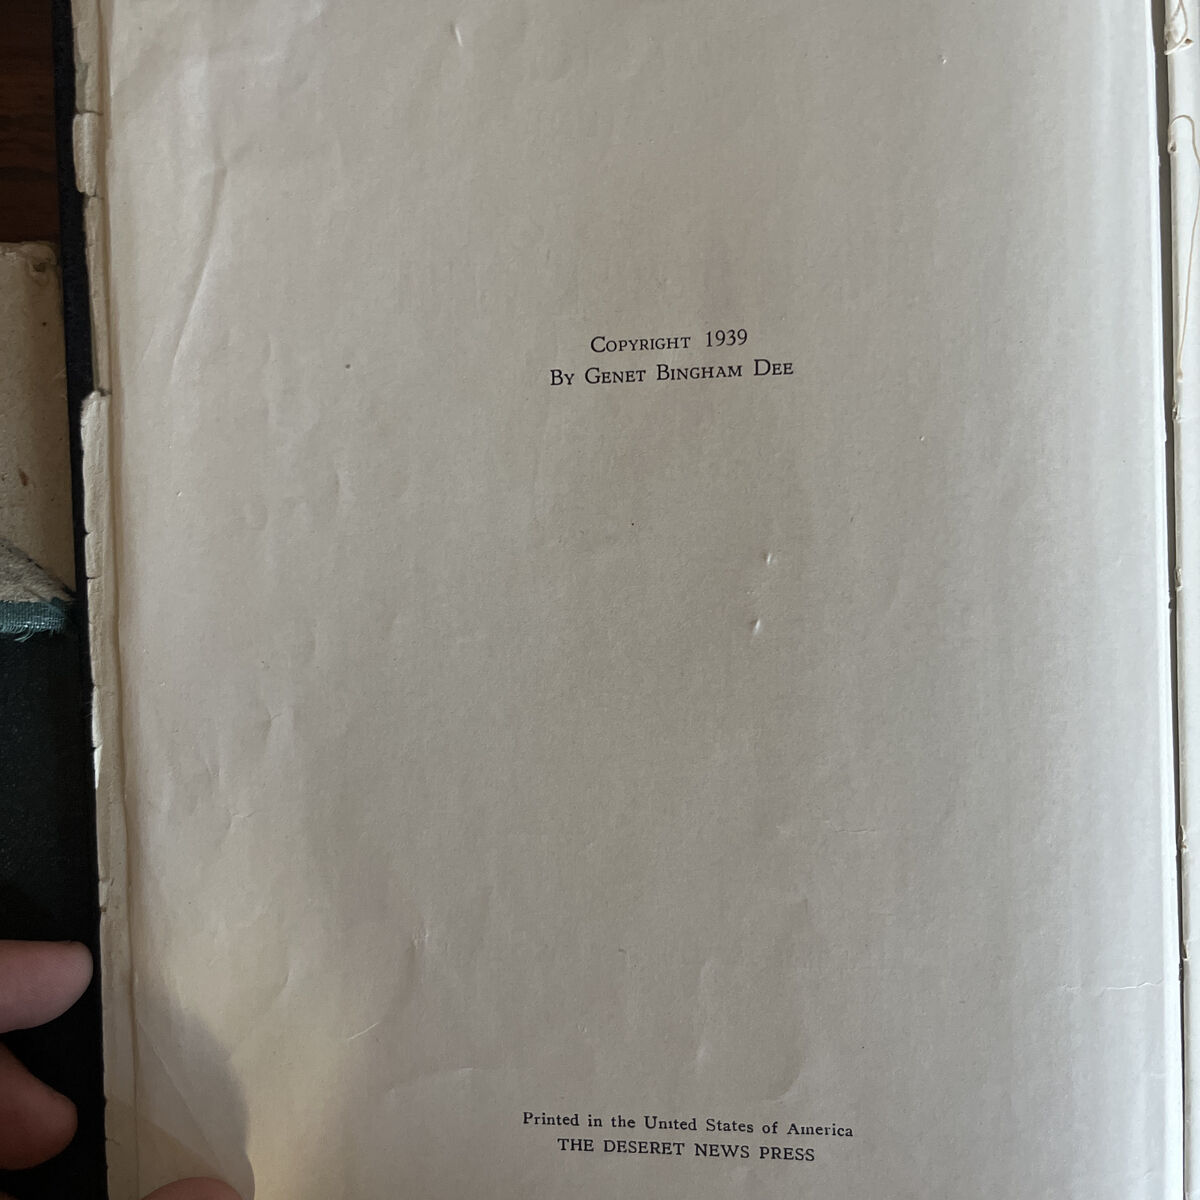 Copyright 1939
By Genet Bingham Dee
Printed in the United States of America
THE DESERET NEWS PRESS